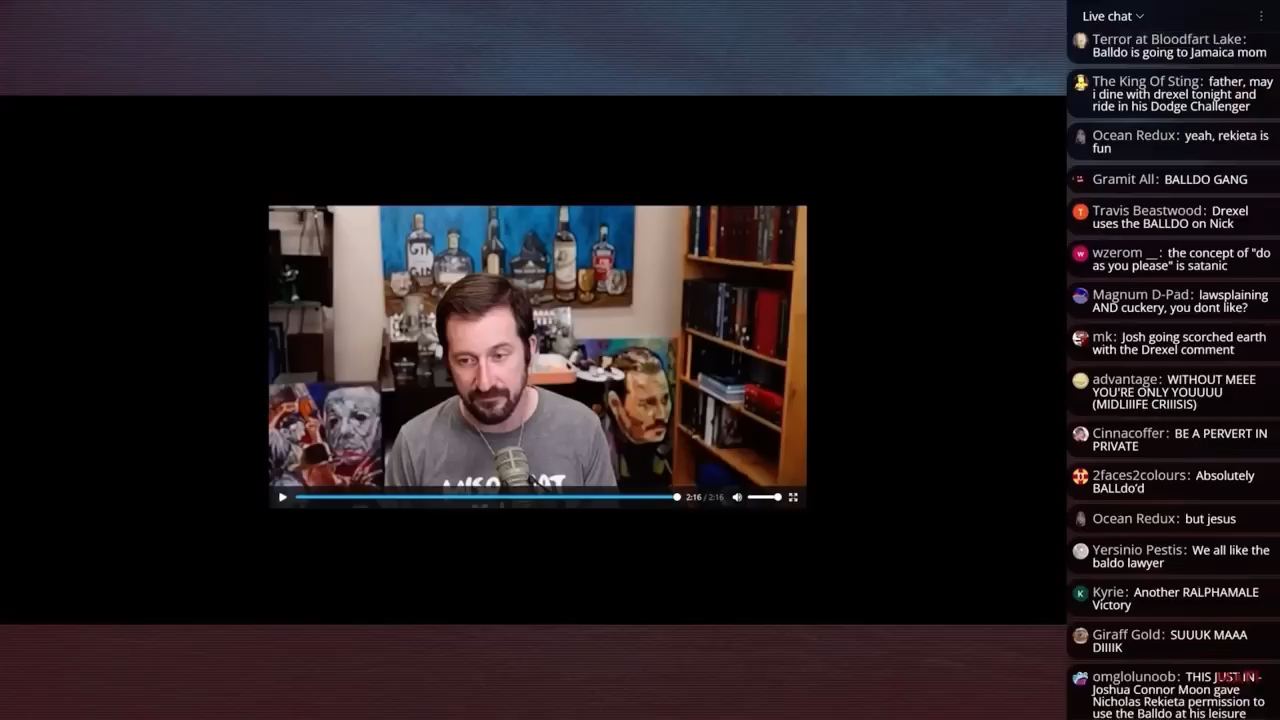 Live chat
Terror at Bloodfart Lake:
Balldo is going to Jamaica mom
The King Of Sting: father, may
i dine with drexel tonight and
ride in his Dodge Challenger
Ocean Redux: yeah, rekieta is
fun
Gramit All: BALLDO GANG
Travis Beastwood: Drexel
uses the BALLDO on Nick
wzerom __: the concept of "do
as you please" is satanic
Magnum D-Pad: lawsplaining
AND cuckery, you dont like?
mk: Josh going scorched earth
with the Drexel comment
advantage: WITHOUT MEEE
YOU'RE ONLY YOUUUU
(MIDLIIIFE CRIIISIS)
Cinnacoffer: BE A PERVERT IN
PRIVATE
2faces2colours: Absolutely
BALLdo'd
Ocean Redux: but jesus
Yersinio Pestis: We all like the
baldo lawyer
Kyrie: Another RALPHAMALE
Victory
Giraff Gold: SUUUK MAAA
DIIIIK
omglolunoob: THIS JUST IN-
Joshua Connor Moon gave
Nicholas Rekieta permission to
use the Balldo at his leisure
GIN
2:16 / 2:16
T
w
K